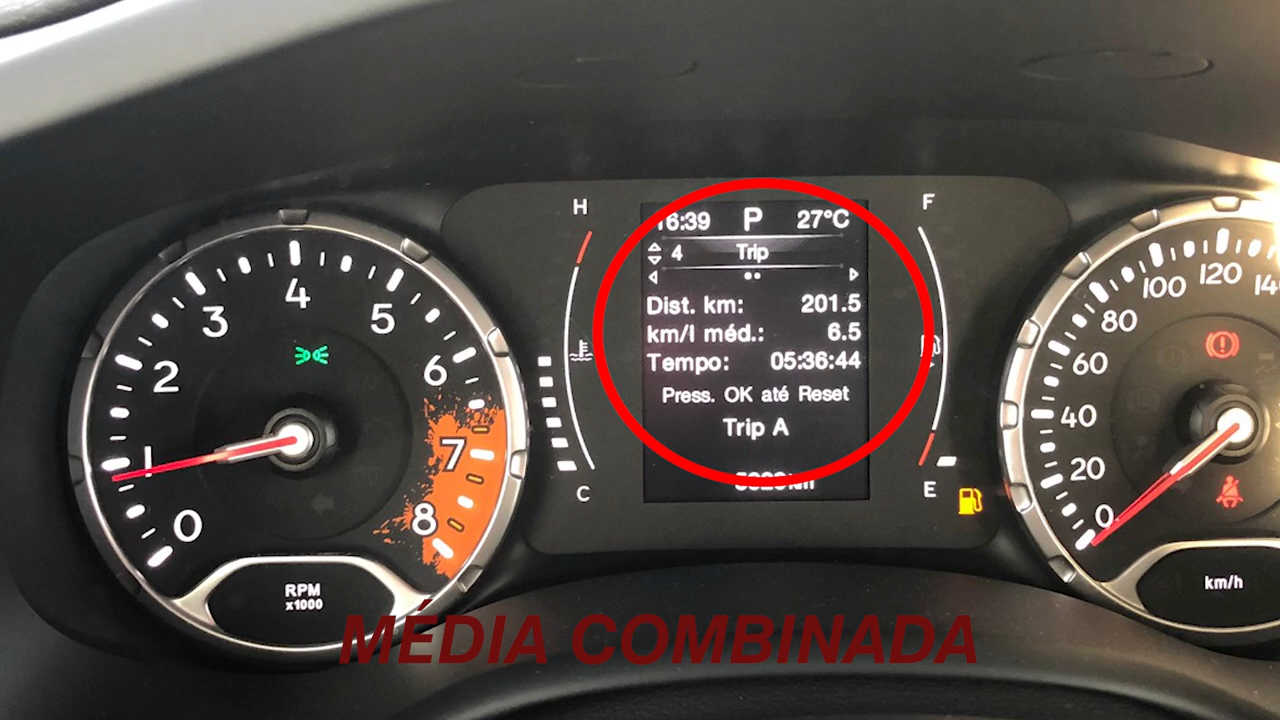 16:39 P 27°C
4 Trip
Dist. km: 201.5
km/l méd.: 6.5
Tempo: 05:36:44
Press. OK até Reset
Trip A
H
C
F
E
0 1 2 3 4 5 6 7 8
RPM
x1000
0 20 40 60 80 100 120
km/h
MÉDIA COMBINADA